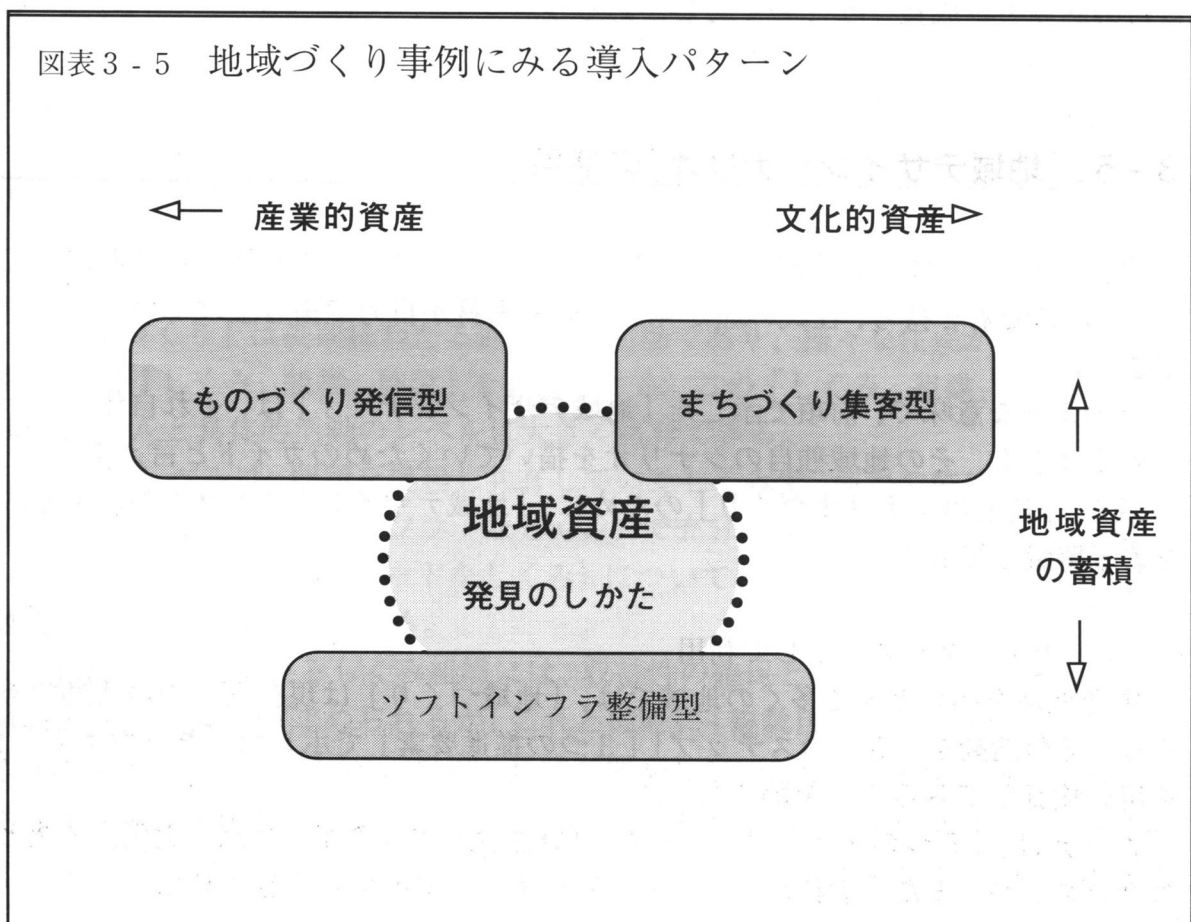 図表3-5 地域づくり事例にみる導入パターン
産業的資産 文化的資産
ものづくり発信型 まちづくり集客型
地域資産
発見のしかた
地域資産
の蓄積
ソフトインフラ整備型